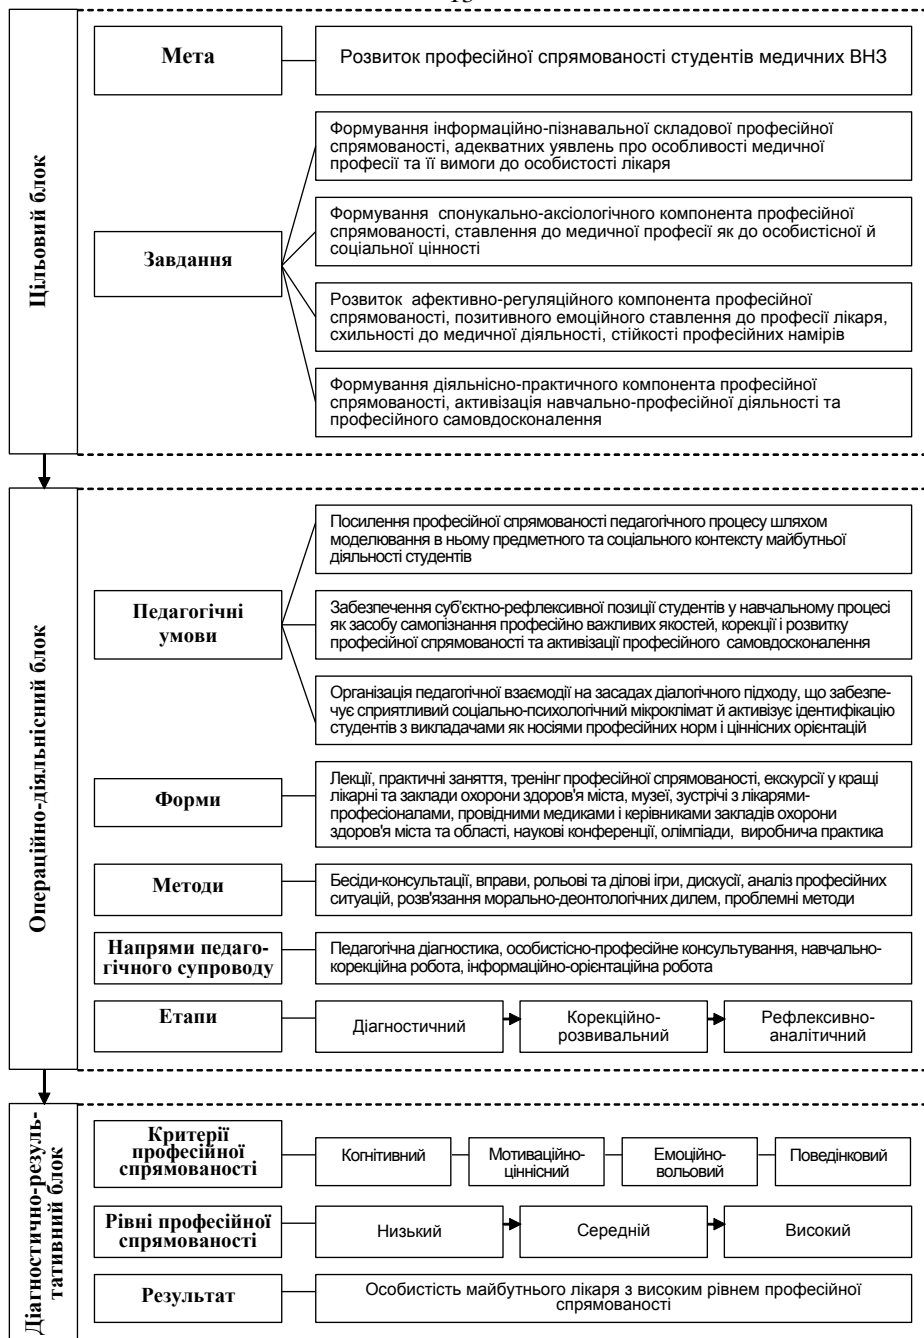 Цільовий блок
Мета
Розвиток професійної спрямованості студентів медичних ВНЗ
Завдання
Формування інформаційно-пізнавальної складової професійної
спрямованості, адекватних уявлень про особливості медичної
професії та її вимоги до особистості лікаря
Формування спонукально-аксіологічного компонента професійної
спрямованості, ставлення до медичної професії як до особистісної й
соціальної цінності
Розвиток афективно-регуляційного компонента професійної
спрямованості, позитивного емоційного ставлення до професії лікаря,
схильності до медичної діяльності, стійкості професійних намірів
Формування діяльнісно-практичного компонента професійної
спрямованості, активізація навчально-професійної діяльності та
професійного самовдосконалення
Операційно-діяльнісний блок
Педагогічні
умови
Посилення професійної спрямованості педагогічного процесу шляхом
моделювання в ньому предметного та соціального контексту майбутньої
діяльності студентів
Забезпечення суб'єктно-рефлексивної позиції студентів у навчальному процесі
як засобу самопізнання професійно важливих якостей, корекції і розвитку
професійної спрямованості та активізації професійного самовдосконалення
Організація педагогічної взаємодії на засадах діалогічного підходу, що забезпе-
чує сприятливий соціально-психологічний мікроклімат й активізує ідентифікацію
студентів з викладачами як носіями професійних норм і ціннісних орієнтацій
Форми
Лекції, практичні заняття, тренінг професійної спрямованості, екскурсії у кращі
лікарні та заклади охорони здоров'я міста, музеї, зустрічі з лікарями-
професіоналами, провідними медиками і керівниками закладів охорони
здоров'я міста та області, наукові конференції, олімпіади, виробнича практика
Методи
Бесіди-консультації, вправи, рольові та ділові ігри, дискусії, аналіз професійних
ситуацій, розв'язання морально-деонтологічних дилем, проблемні методи
Напрями педаго-
гічного супроводу
Педагогічна діагностика, особистісно-професійне консультування, навчально-
корекційна робота, інформаційно-орієнтаційна робота
Етапи
Діагностичний
Корекційно-
розвивальний
Рефлексивно-
аналітичний
Діагностично-резуль-
тативний блок
Критерії
професійної
спрямованості
Когнітивний
Мотиваційно-
ціннісний
Емоційно-
вольовий
Поведінковий
Рівні професійної
спрямованості
Низький
Середній
Високий
Результат
Особистість майбутнього лікаря з високим рівнем професійної
спрямованості